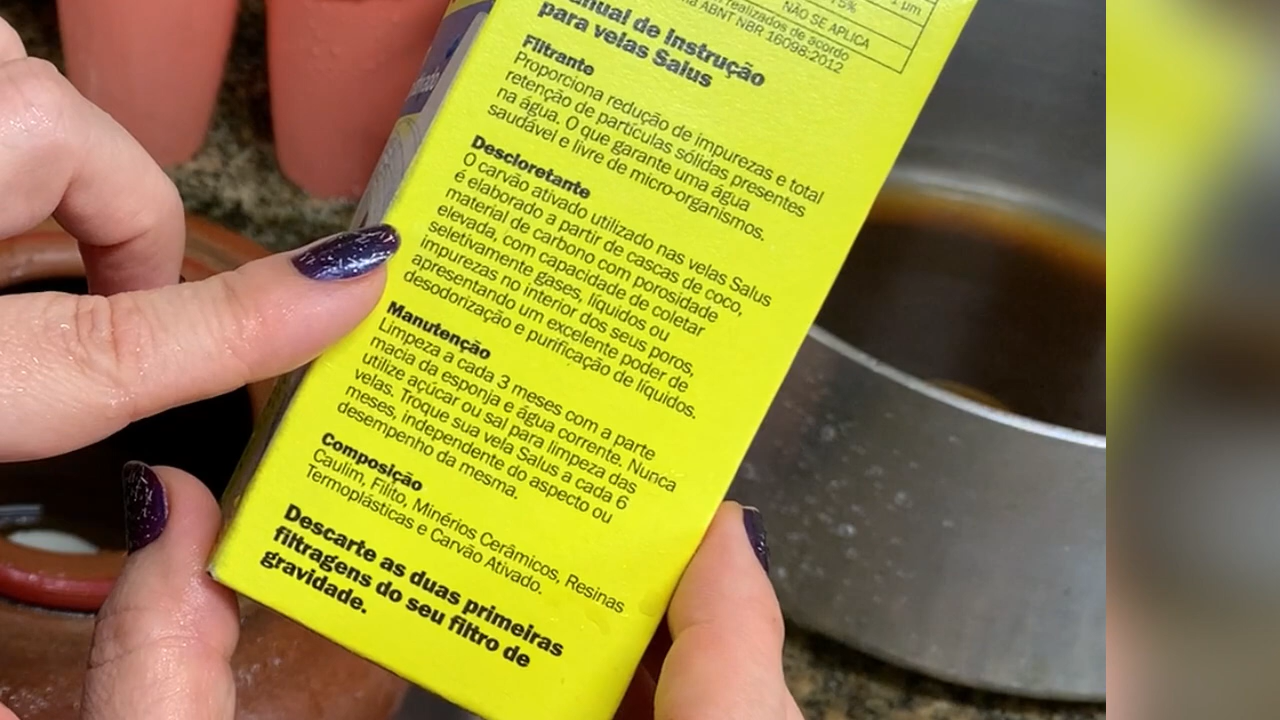 75%
1 µm
NÃO SE APLICA
realizados de acordo
ABNT NBR 16098:2012
de Instrução
para velas Salus
Filtrante
Proporciona redução de impurezas e total
retenção de partículas sólidas presentes
na água. O que garante uma água
saudável e livre de micro-organismos.
Descloretante
O carvão ativado utilizado nas velas Salus
é elaborado a partir de cascas de coco,
material de carbono com porosidade
elevada, com capacidade de coletar
seletivamente gases, líquidos ou
impurezas no interior dos seus poros,
apresentando um excelente poder de
desodorização e purificação de líquidos.
Manutenção
Limpeza a cada 3 meses com a parte
macia da esponja e água corrente. Nunca
utilize açúcar ou sal para limpeza das
velas. Troque sua vela Salus a cada 6
meses, independente do aspecto ou
desempenho da mesma.
Composição
Caulim, Filito, Minérios Cerâmicos, Resinas
Termoplásticas e Carvão Ativado.
Descarte as duas primeiras
filtragens do seu filtro de
gravidade.